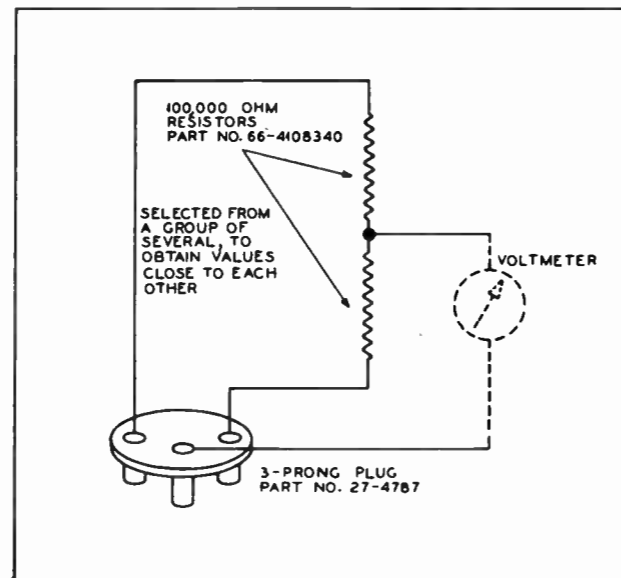 100,000 OHM
RESISTORS
PART NO. 66-4108340
SELECTED FROM
A GROUP OF
SEVERAL, TO
OBTAIN VALUES
CLOSE TO EACH
OTHER
VOLTMETER
3-PRONG PLUG
PART NO. 27-4787